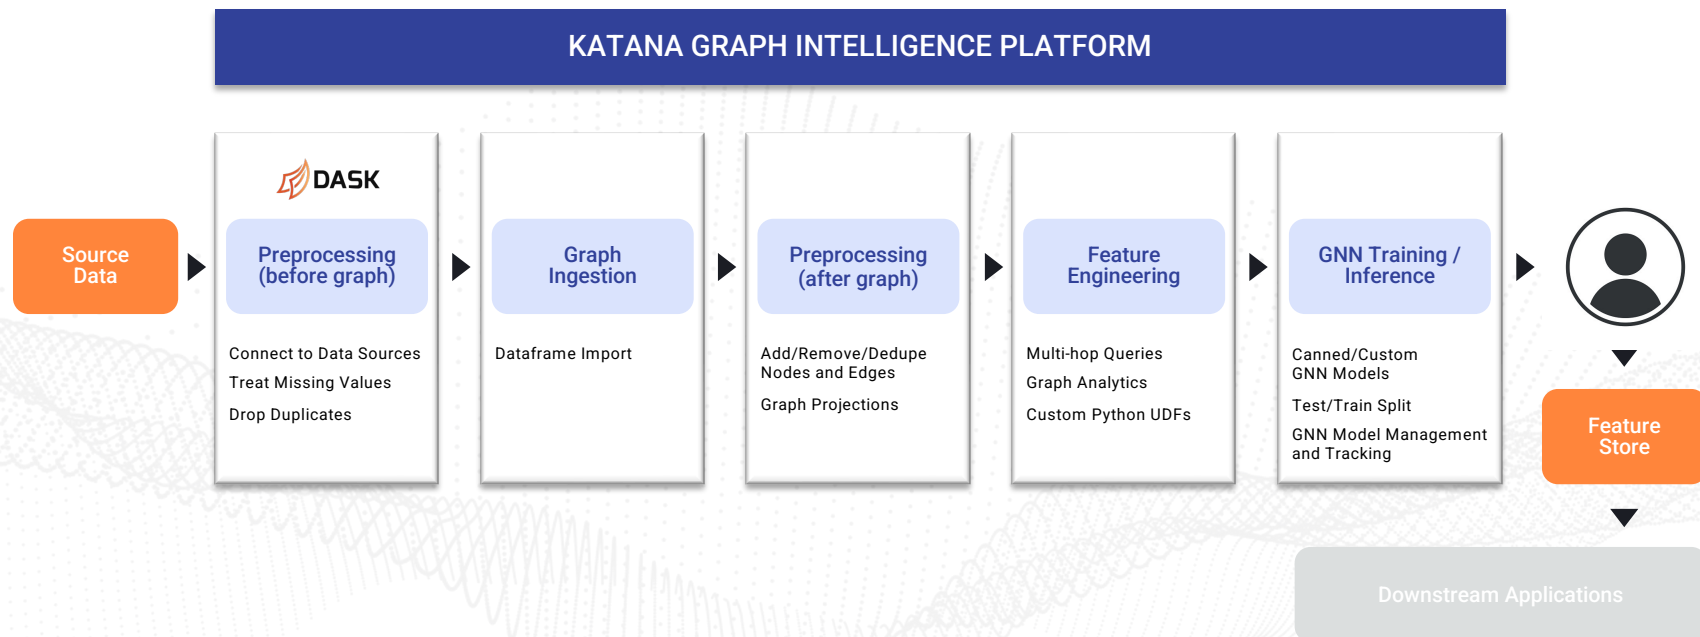 KATANA GRAPH INTELLIGENCE PLATFORM
DASK
Source
Data
Preprocessing
(before graph)
Connect to Data Sources
Treat Missing Values
Drop Duplicates
Graph
Ingestion
Dataframe Import
Preprocessing
(after graph)
Add/Remove/Dedupe
Nodes and Edges
Graph Projections
Feature
Engineering
Multi-hop Queries
Graph Analytics
Custom Python UDFs
GNN Training /
Inference
Canned/Custom
GNN Models
Test/Train Split
GNN Model Management
and Tracking
Feature
Store
Downstream Applications